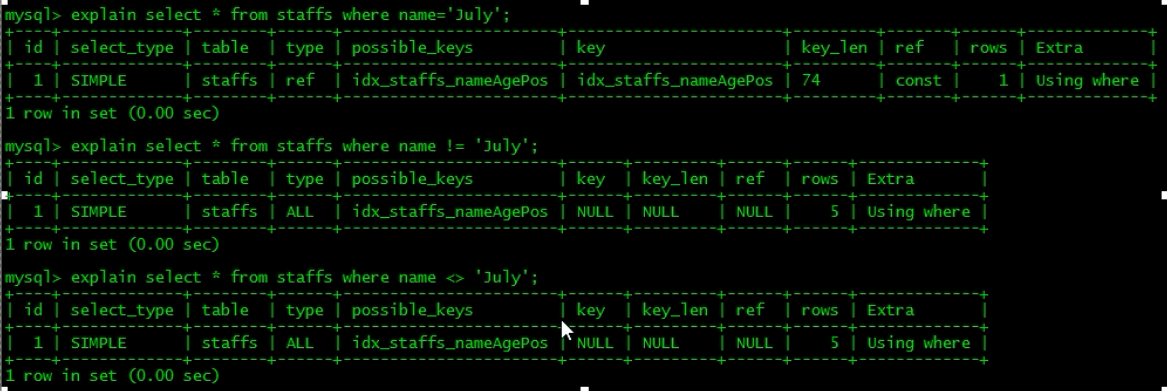 mysql> explain select * from staffs where name='July';
+----+-------------+--------+------+-----------------------+-----------------------+---------+-------+------+-------------+
| id | select_type | table | type | possible_keys | key | key_len | ref | rows | Extra |
+----+-------------+--------+------+-----------------------+-----------------------+---------+-------+------+-------------+
| 1 | SIMPLE | staffs | ref | idx_staffs_nameAgePos | idx_staffs_nameAgePos | 74 | const | 1 | Using where |
+----+-------------+--------+------+-----------------------+-----------------------+---------+-------+------+-------------+
1 row in set (0.00 sec)
mysql> explain select * from staffs where name != 'July';
+----+-------------+--------+------+-----------------------+------+---------+------+------+-------------+
| id | select_type | table | type | possible_keys | key | key_len | ref | rows | Extra |
+----+-------------+--------+------+-----------------------+------+---------+------+------+-------------+
| 1 | SIMPLE | staffs | ALL | idx_staffs_nameAgePos | NULL | NULL | NULL | 5 | Using where |
+----+-------------+--------+------+-----------------------+------+---------+------+------+-------------+
1 row in set (0.00 sec)
mysql> explain select * from staffs where name <> 'July';
+----+-------------+--------+------+-----------------------+------+---------+------+------+-------------+
| id | select_type | table | type | possible_keys | key | key_len | ref | rows | Extra |
+----+-------------+--------+------+-----------------------+------+---------+------+------+-------------+
| 1 | SIMPLE | staffs | ALL | idx_staffs_nameAgePos | NULL | NULL | NULL | 5 | Using where |
+----+-------------+--------+------+-----------------------+------+---------+------+------+-------------+
1 row in set (0.00 sec)